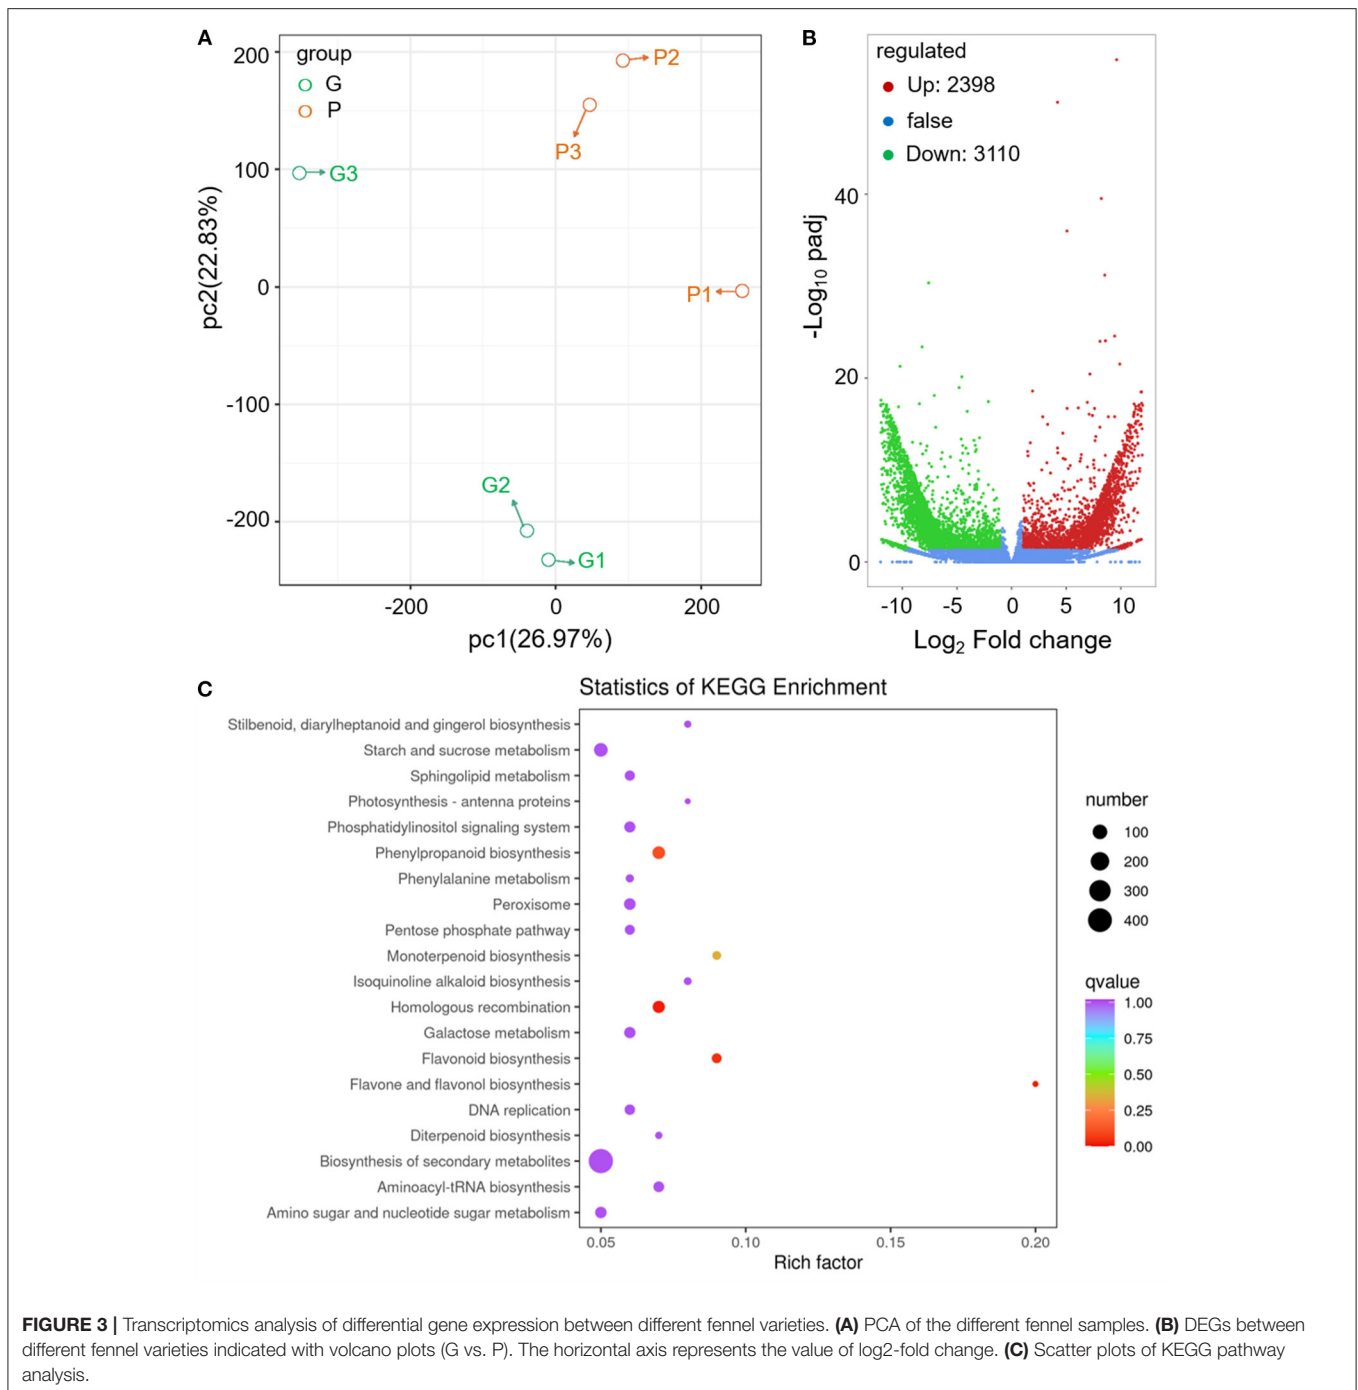 A
group
G
P
200
100
0
-100
-200
-200
0
200
pc2(22.83%)
pc1(26.97%)
P2
P3
G3
P1
G2
G1
B
regulated
Up: 2398
false
Down: 3110
40
20
0
-10
-5
0
5
10
-Log10 padj
Log2 Fold change
C
Statistics of KEGG Enrichment
Stilbenoid, diarylheptanoid and gingerol biosynthesis
Starch and sucrose metabolism
Sphingolipid metabolism
Photosynthesis - antenna proteins
Phosphatidylinositol signaling system
Phenylpropanoid biosynthesis
Phenylalanine metabolism
Peroxisome
Pentose phosphate pathway
Monoterpenoid biosynthesis
Isoquinoline alkaloid biosynthesis
Homologous recombination
Galactose metabolism
Flavonoid biosynthesis
Flavone and flavonol biosynthesis
DNA replication
Diterpenoid biosynthesis
Biosynthesis of secondary metabolites
Aminoacyl-tRNA biosynthesis
Amino sugar and nucleotide sugar metabolism
0.05
0.10
0.15
0.20
Rich factor
number
100
200
300
400
qvalue
1.00
0.75
0.50
0.25
0.00
FIGURE 3 | Transcriptomics analysis of differential gene expression between different fennel varieties. (A) PCA of the different fennel samples. (B) DEGs between
different fennel varieties indicated with volcano plots (G vs. P). The horizontal axis represents the value of log2-fold change. (C) Scatter plots of KEGG pathway
analysis.